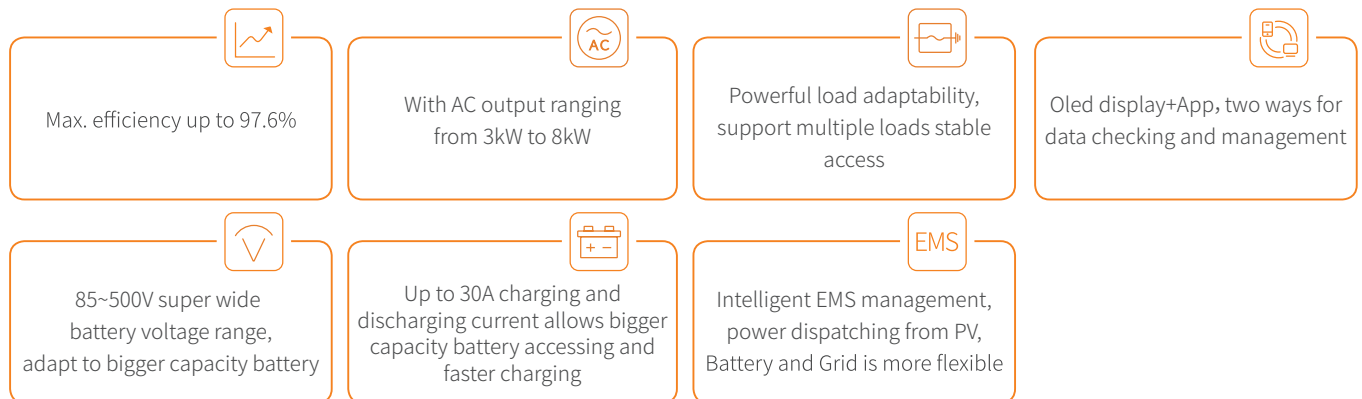 AC
Max. efficiency up to 97.6%
With AC output ranging
from 3kW to 8kW
Powerful load adaptability,
support multiple loads stable
access
Oled display+App, two ways for
data checking and management
V
85~500V super wide
battery voltage range,
adapt to bigger capacity battery
+ -
Up to 30A charging and
discharging current allows bigger
capacity battery accessing and
faster charging
EMS
Intelligent EMS management,
power dispatching from PV,
Battery and Grid is more flexible